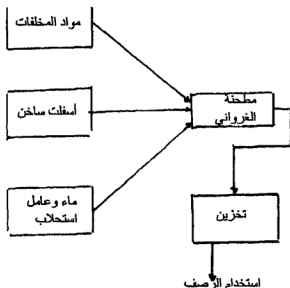 مواد المخلفات
أسفلت ساخن
مطحنة
الغرواني
ماء وعامل
استحلاب
تخزين
استخدام الرصف